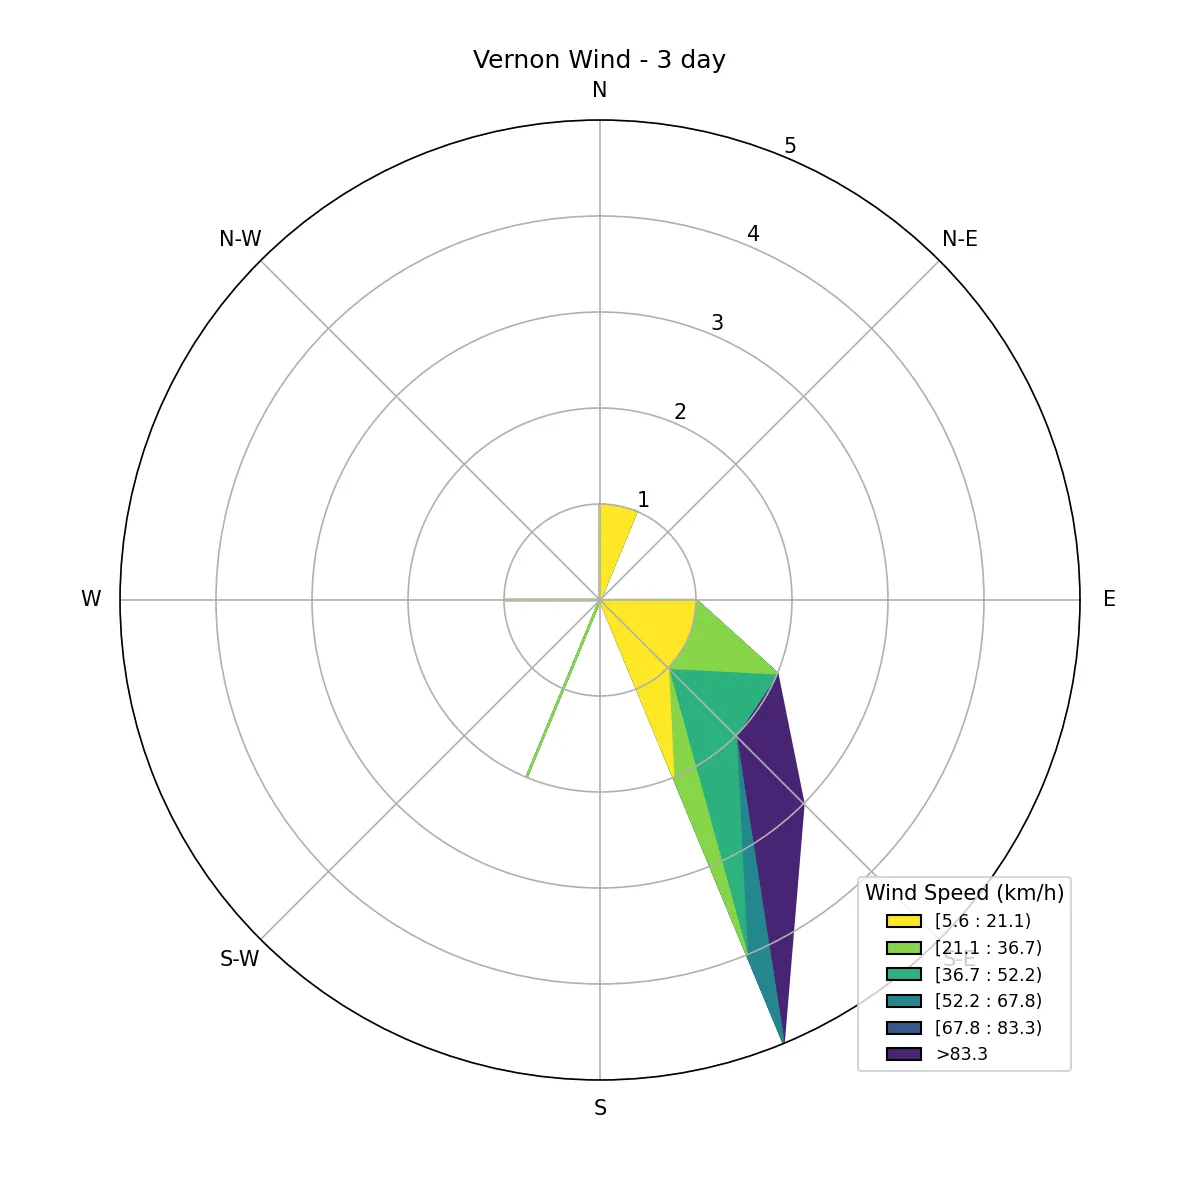 Vernon Wind - 3 day
N
5
N-W
N-E
4
3
2
1
W
E
Wind Speed (km/h)
[5.6 : 21.1)
[21.1 : 36.7)
S-W
S-E
[36.7 : 52.2)
[52.2 : 67.8)
[67.8 : 83.3)
>83.3
S